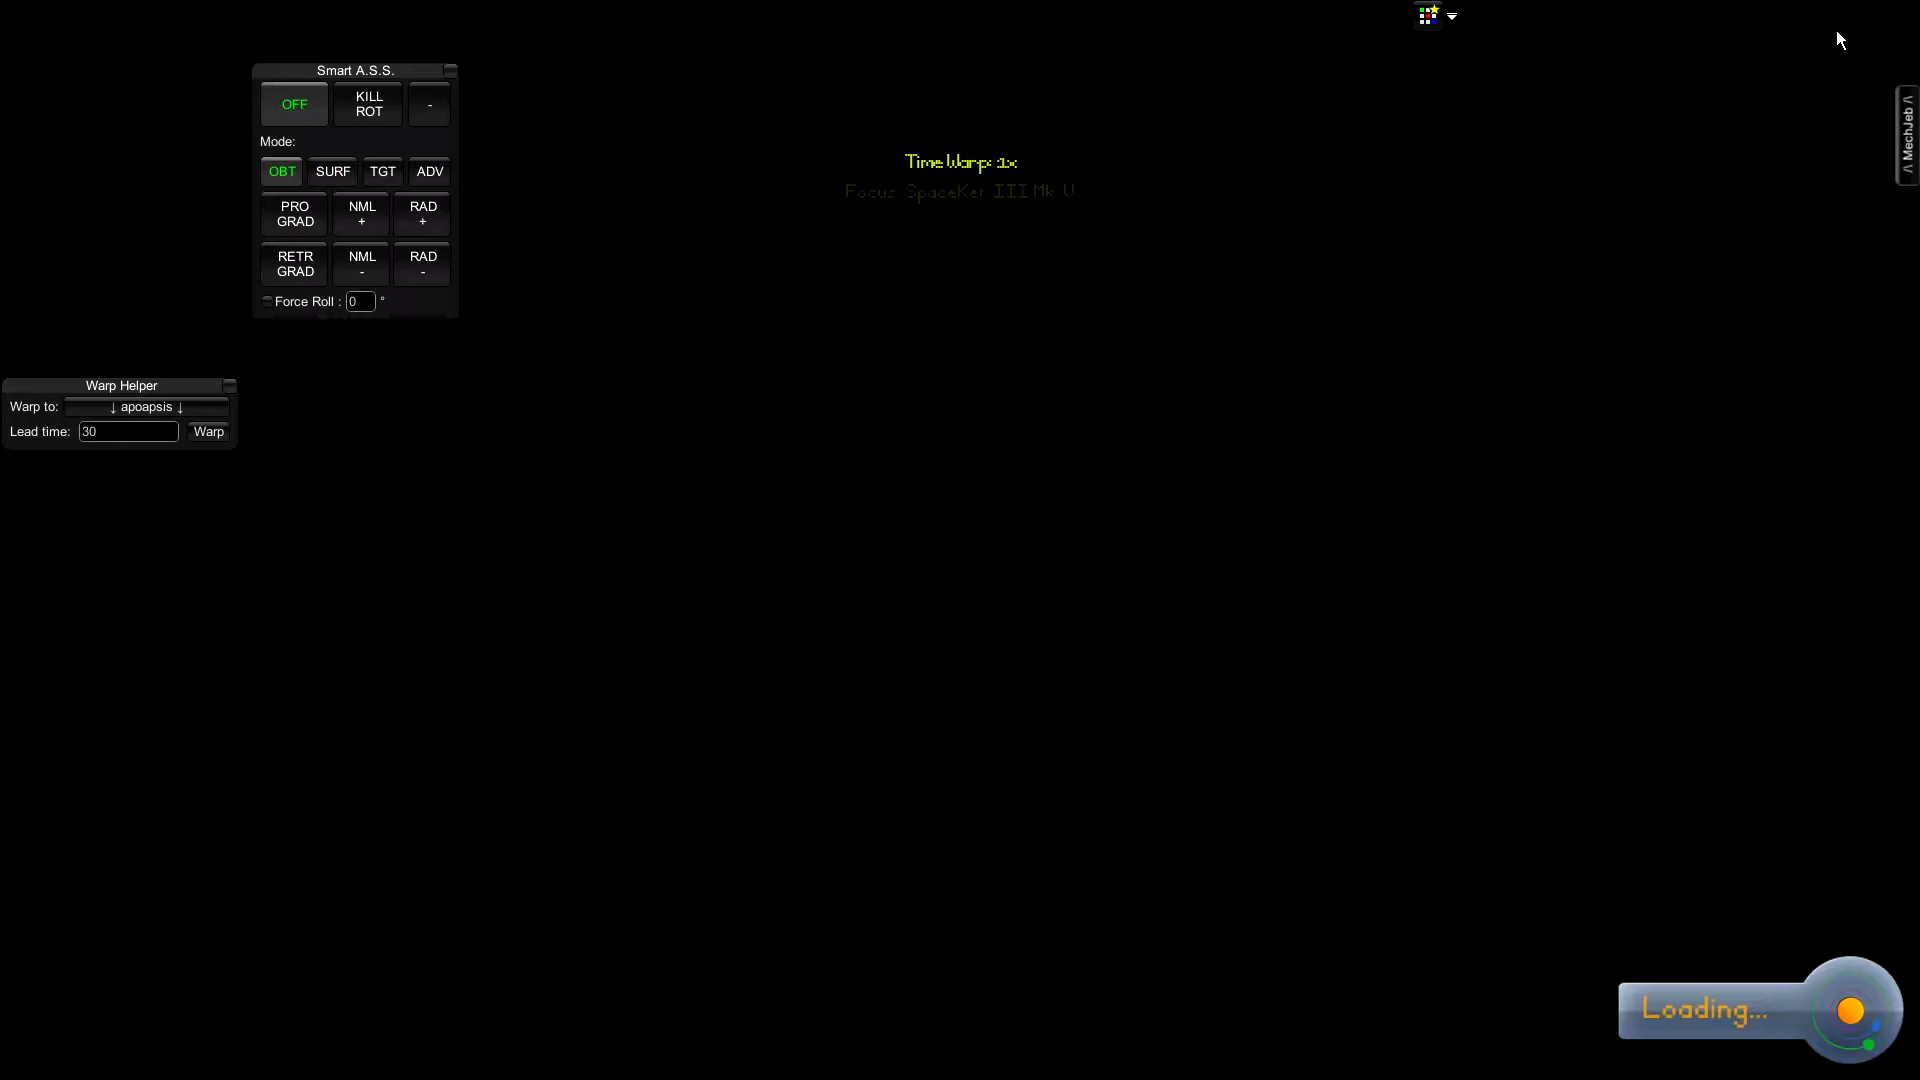 Smart A.S.S.
OFF
KILL ROT
-
Mode:
OBT SURF TGT ADV
PRO GRAD
NML +
RAD +
RETR GRAD
NML -
RAD -
Force Roll : 0 °
Time Warp: 1x
Focus: SpaceKer III Mk. V
\/ MechJeb \/
Warp Helper
Warp to: ↓ apoapsis ↓
Lead time: 30 Warp
Loading...